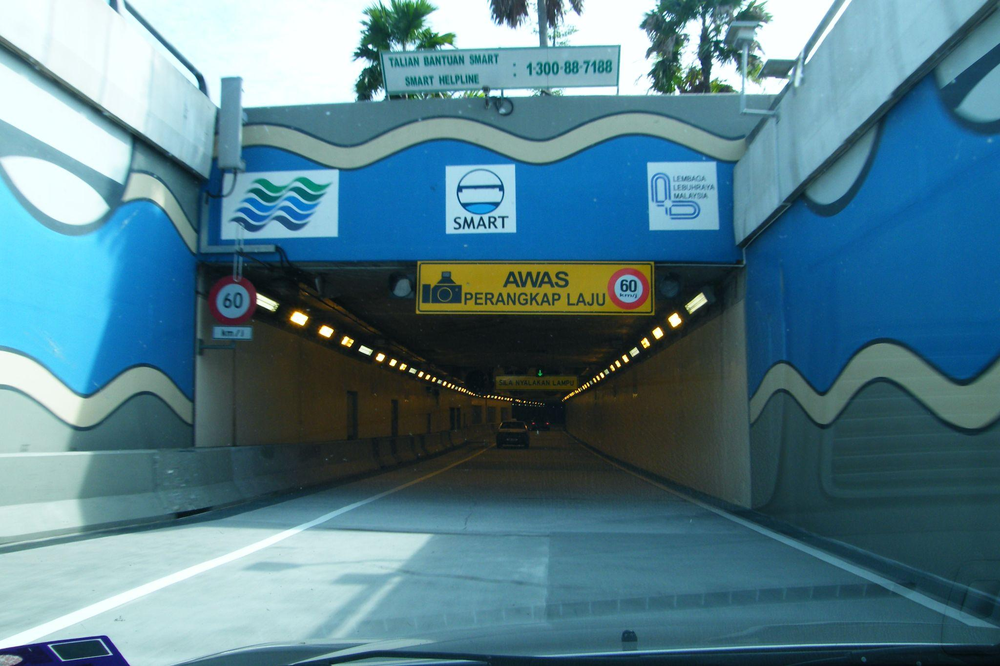 TALIAN BANTUAN SMART : 1-300-88-7188
SMART HELPLINE :
SMART
LEMBAGA
LEBUHRAYA
MALAYSIA
AWAS
PERANGKAP LAJU
60
km/j
60
km/j
SILA NYALAKAN LAMPU